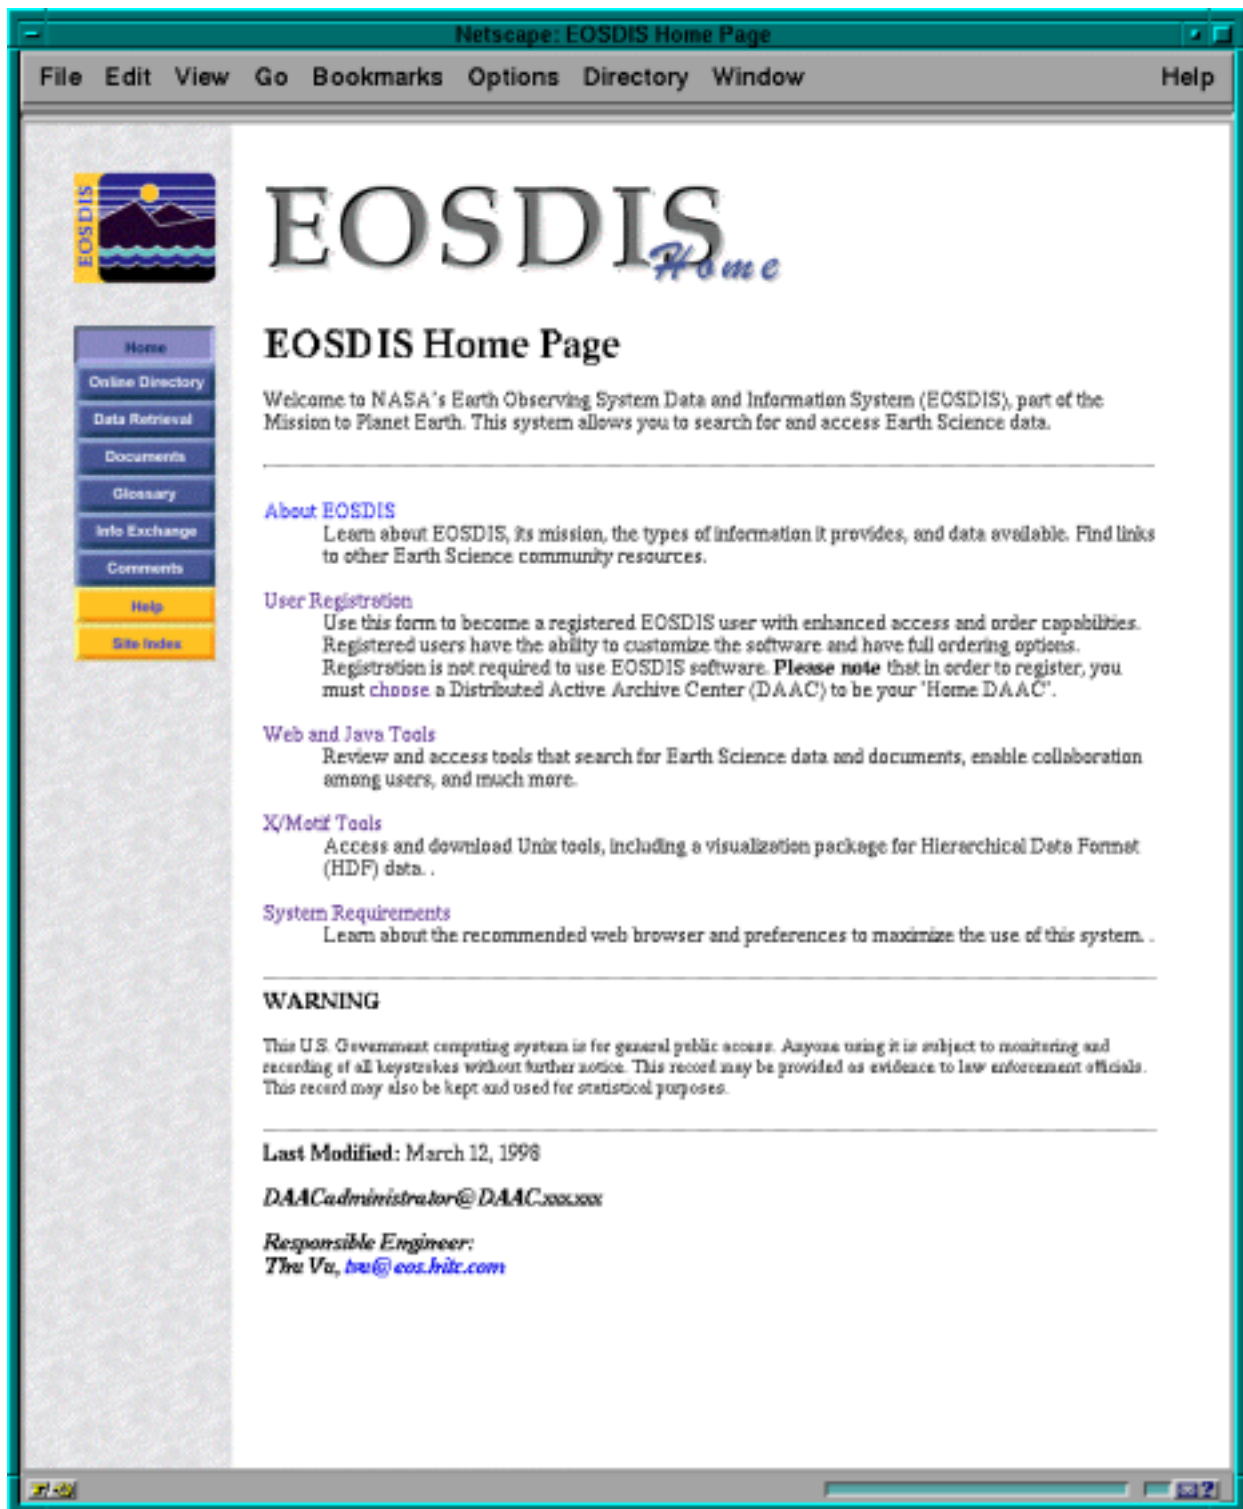 Netscape: EOSDIS Home Page
File Edit View Go Bookmarks Options Directory Window Help
EOSDIS
EOSDIS
Home
Home
Online Directory
Data Retrieval
Documents
Glossary
Info Exchange
Comments
Help
Site Index
EOSDIS Home Page
Welcome to NASA's Earth Observing System Data and Information System (EOSDIS), part of the
Mission to Planet Earth. This system allows you to search for and access Earth Science data.
About EOSDIS
Learn about EOSDIS, its mission, the types of information it provides, and data available. Find links
to other Earth Science community resources.
User Registration
Use this form to become a registered EOSDIS user with enhanced access and order capabilities.
Registered users have the ability to customize the software and have full ordering options.
Registration is not required to use EOSDIS software. Please note that in order to register, you
must choose a Distributed Active Archive Center (DAAC) to be your 'Home DAAC'.
Web and Java Tools
Review and access tools that search for Earth Science data and documents, enable collaboration
among users, and much more.
X/Motif Tools
Access and download Unix tools, including a visualization package for Hierarchical Data Format
(HDF) data. .
System Requirements
Learn about the recommended web browser and preferences to maximize the use of this system. .
WARNING
This U.S. Government computing system is for general public access. Anyone using it is subject to monitoring and
recording of all keystrokes without further notice. This record may be provided as evidence to law enforcement officials.
This record may also be kept and used for statistical purposes.
Last Modified: March 12, 1998
DAACadministrator@DAAC.xxx.xxx
Responsible Engineer:
Thu Vu, tvu@eos.hitc.com